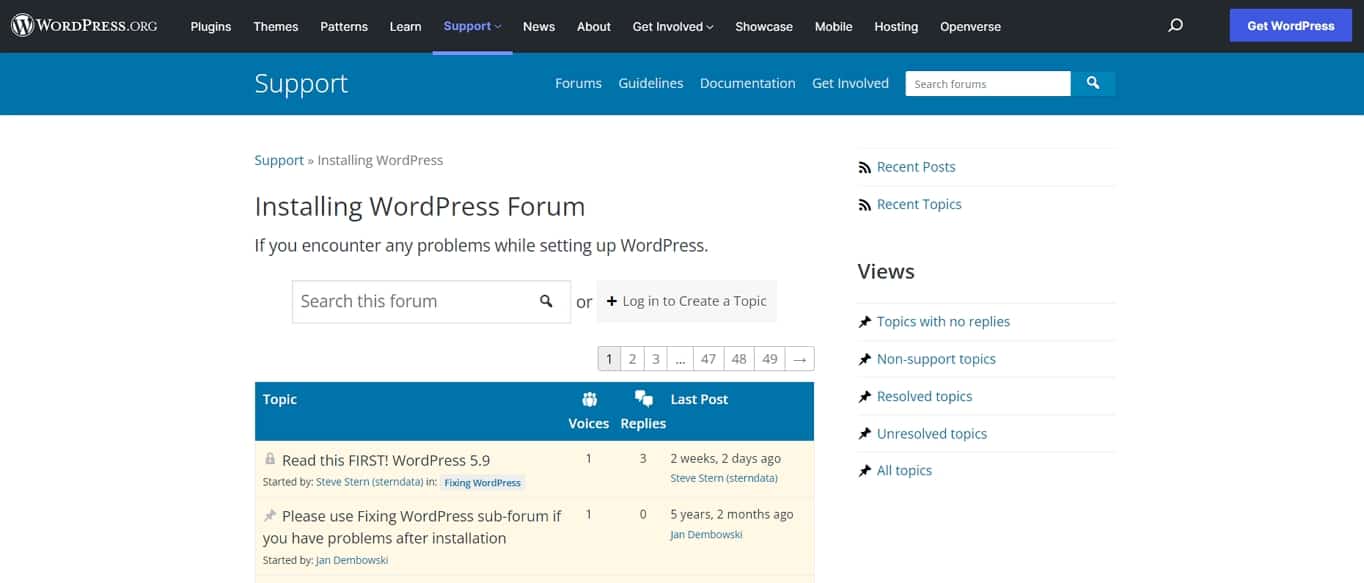 WORDPRESS.ORG Plugins Themes Patterns Learn Support News About Get Involved Showcase Mobile Hosting Openverse Get WordPress
Support Forums Guidelines Documentation Get Involved Search forums
Support » Installing WordPress
Installing WordPress Forum
If you encounter any problems while setting up WordPress.
Search this forum or + Log in to Create a Topic
1 2 3 ... 47 48 49 →
Topic Voices Replies Last Post
Read this FIRST! WordPress 5.9 1 3 2 weeks, 2 days ago
Started by: Steve Stern (sterndata) in: Fixing WordPress Steve Stern (sterndata)
Please use Fixing WordPress sub-forum if 1 0 5 years, 2 months ago
you have problems after installation Jan Dembowski
Started by: Jan Dembowski
Recent Posts
Recent Topics
Views
Topics with no replies
Non-support topics
Resolved topics
Unresolved topics
All topics